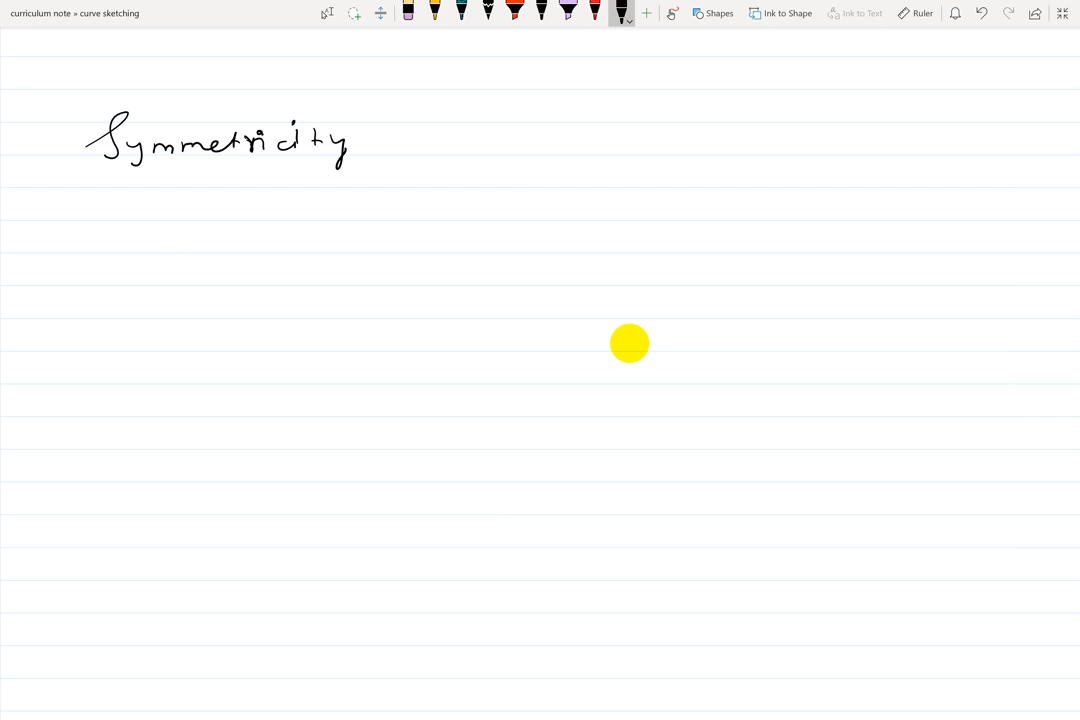 curriculum note » curve sketching
Shapes
Ink to Shape
Ink to Text
Ruler
Symmetricity